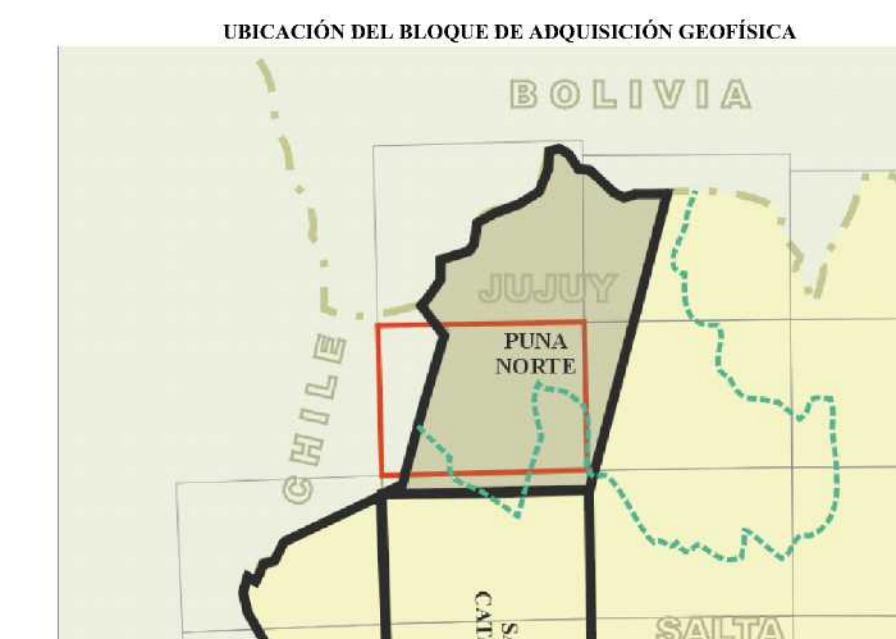 UBICACIÓN DEL BLOQUE DE ADQUISICIÓN GEOFÍSICA
BOLIVIA
JUJUY
PUNA
NORTE
CHILE
SALTA